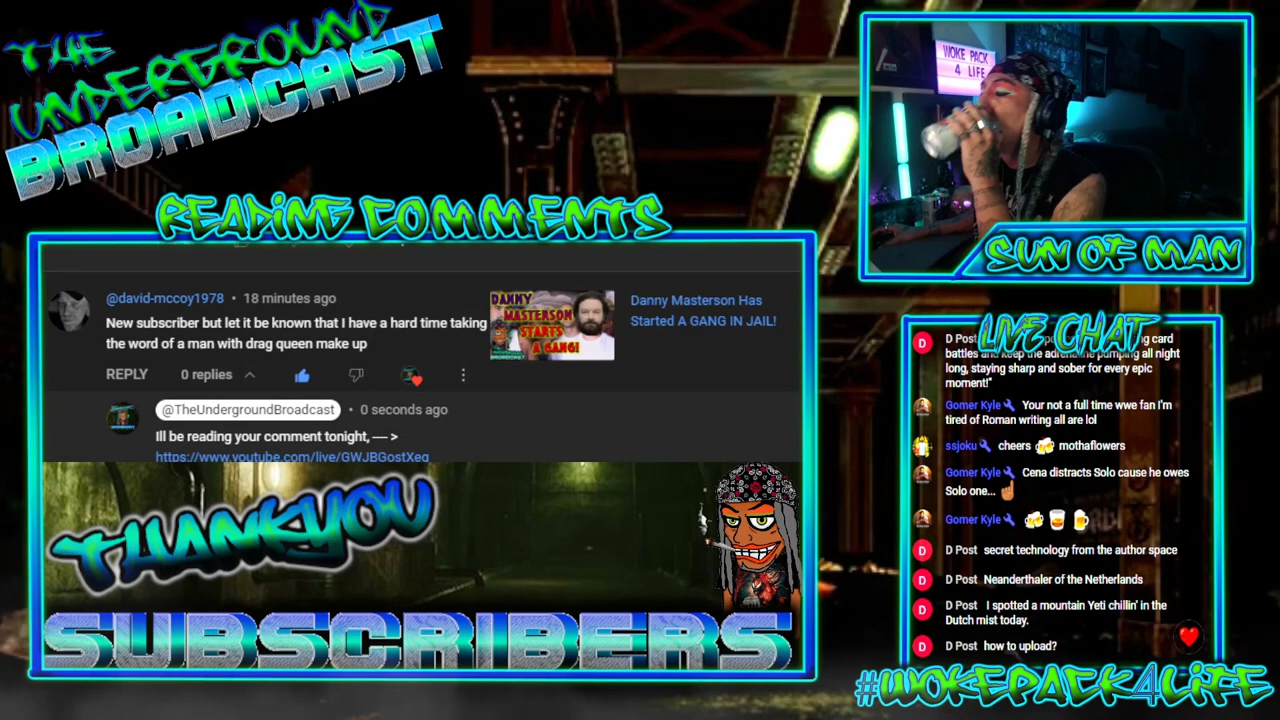 THE
UNDERGROUND
BROADCAST
READING COMMENTS
@david-mccoy1978 • 18 minutes ago
New subscriber but let it be known that I have a hard time taking
the word of a man with drag queen make up
REPLY 0 replies
DANNY
MASTERSON
STARTS
A GANG!
Danny Masterson Has
Started A GANG IN JAIL!
@TheUndergroundBroadcast • 0 seconds ago
Ill be reading your comment tonight, --- >
https://www.youtube.com/live/GWJBGostXeg
THANKYOU
SUBSCRIBERS
WOKE PACK
4 LIFE
SUN OF MAN
LIVE CHAT
D Post card
battles and keep the adrenaline pumping all night
long, staying sharp and sober for every epic
moment!"
Gomer Kyle Your not a full time wwe fan I'm
tired of Roman writing all are lol
ssjoku cheers 🍻 mothaflowers
Gomer Kyle Cena distracts Solo cause he owes
Solo one... ☝🏽
Gomer Kyle 🍻🥃🍺
D Post secret technology from the author space
D Post Neanderthaler of the Netherlands
D Post I spotted a mountain Yeti chillin' in the
Dutch mist today.
D Post how to upload?
#WOKEPACK4LIFE